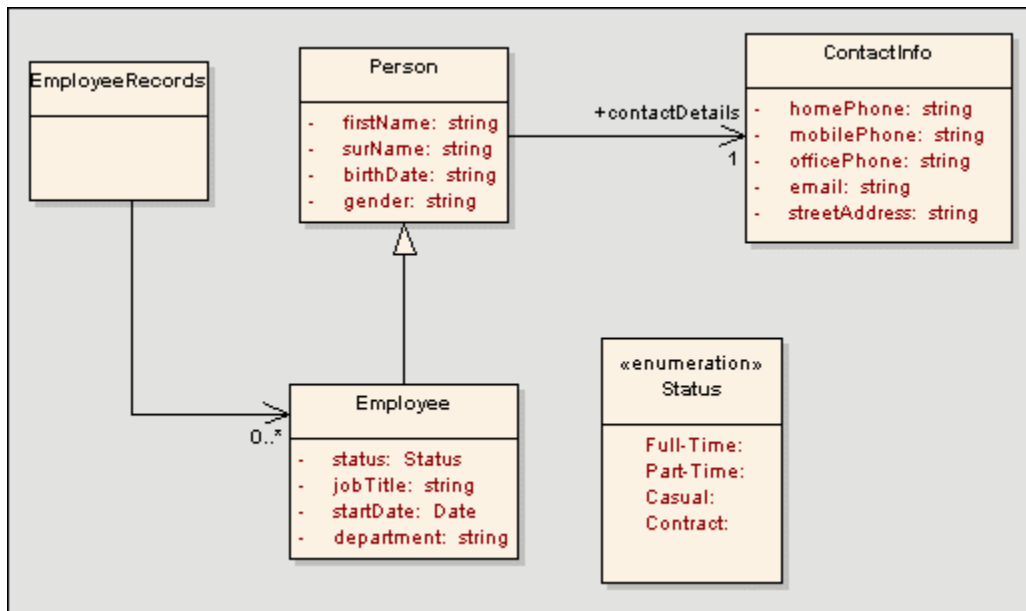 EmployeeRecords
Person
- firstName: string
- surName: string
- birthDate: string
- gender: string
+contactDetails
1
ContactInfo
- homePhone: string
- mobilePhone: string
- officePhone: string
- email: string
- streetAddress: string
0..*
Employee
- status: Status
- jobTitle: string
- startDate: Date
- department: string
«enumeration»
Status
Full-Time:
Part-Time:
Casual:
Contract: